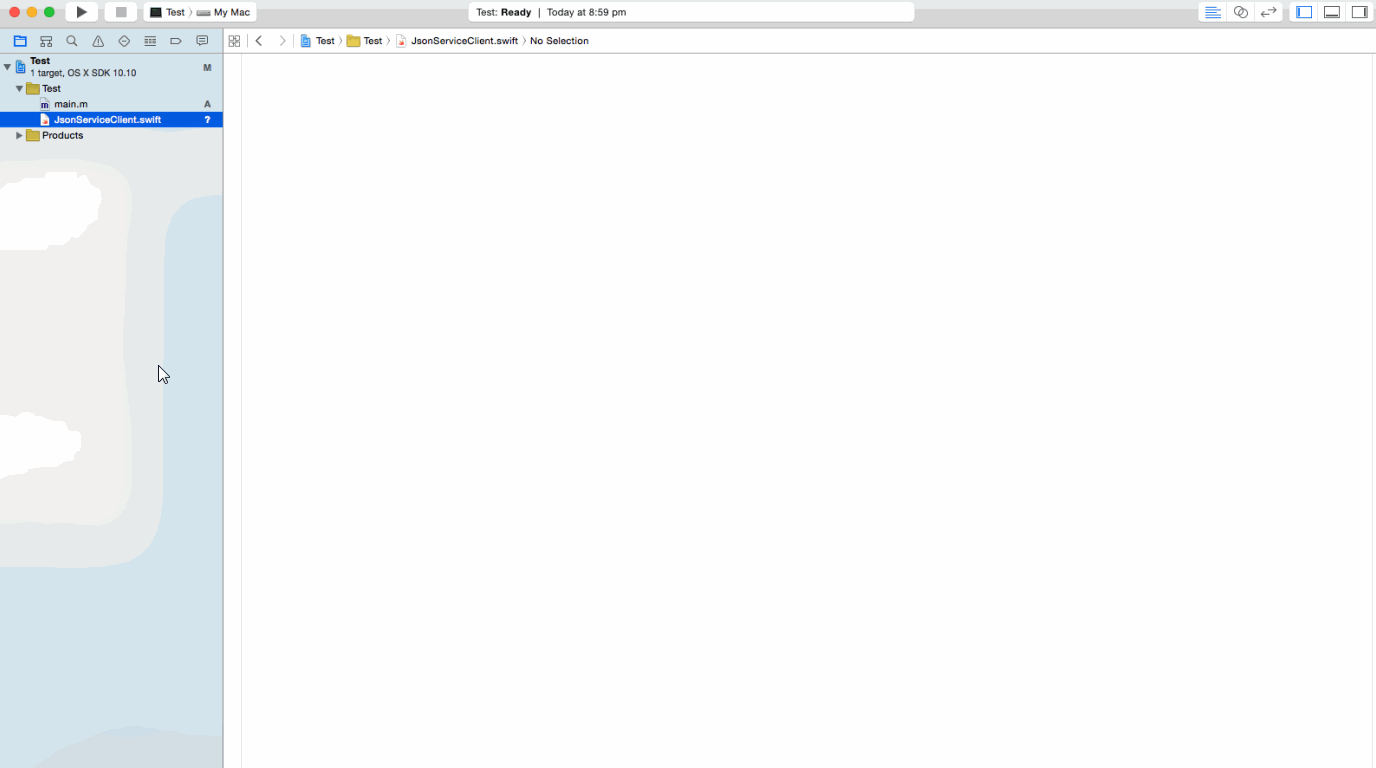 Test 〉 My Mac
Test: Ready | Today at 8:59 pm
Test 〉 Test 〉 JsonServiceClient.swift 〉 No Selection
Test
1 target, OS X SDK 10.10 M
Test
m main.m A
JsonServiceClient.swift ?
Products